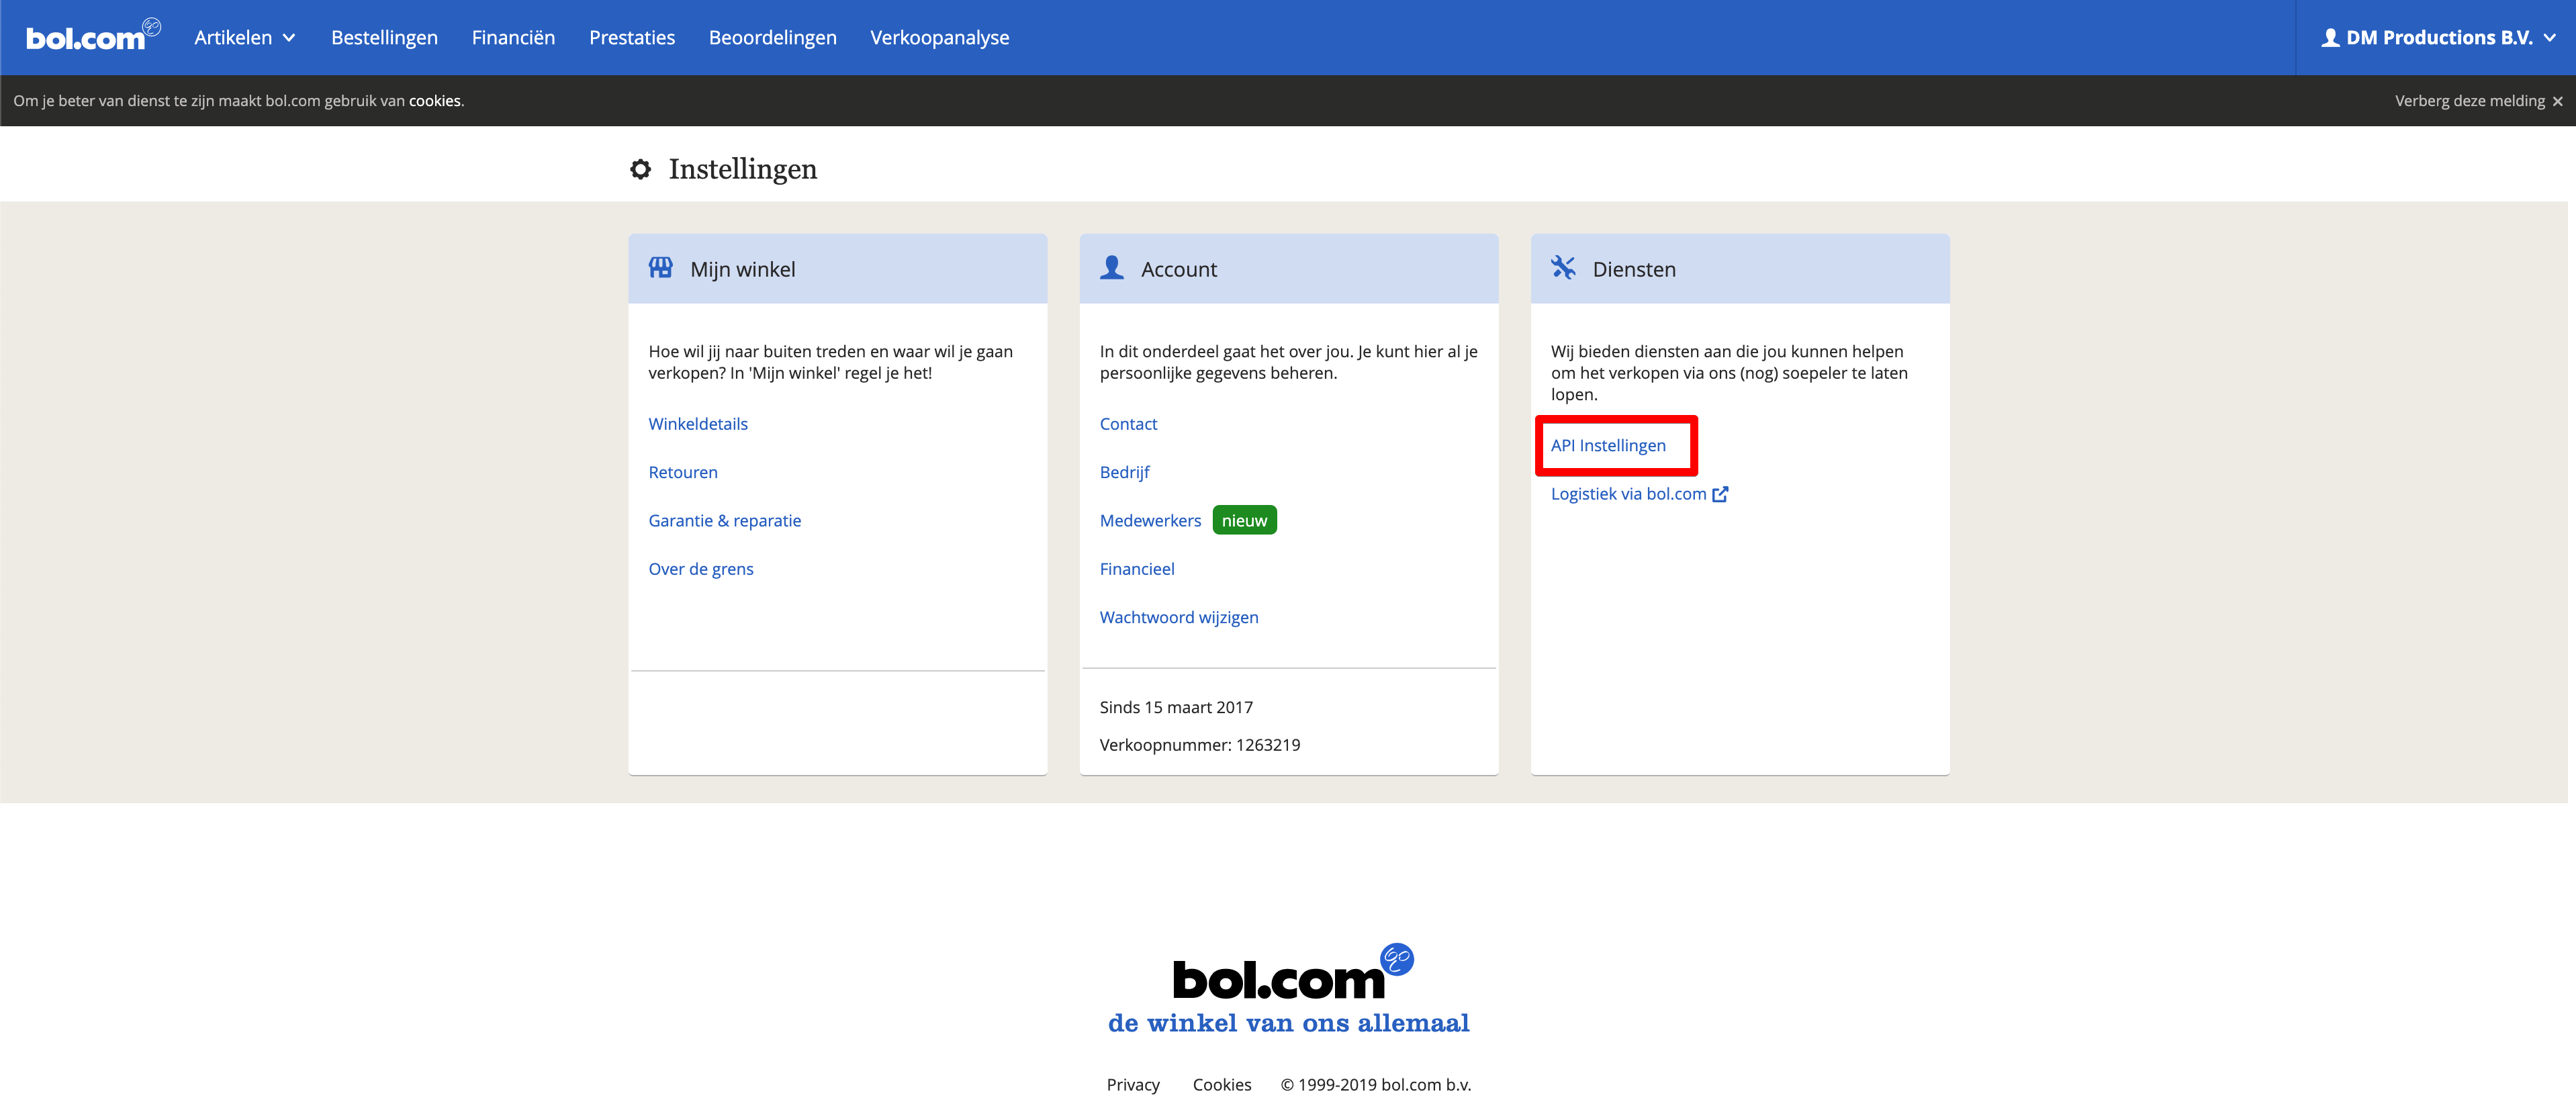 bol.com Artikelen Bestellingen Financiën Prestaties Beoordelingen Verkoopanalyse DM Productions B.V.
Om je beter van dienst te zijn maakt bol.com gebruik van cookies. Verberg deze melding ×
Instellingen
Mijn winkel
Hoe wil jij naar buiten treden en waar wil je gaan
verkopen? In 'Mijn winkel' regel je het!
Winkeldetails
Retouren
Garantie & reparatie
Over de grens
Account
In dit onderdeel gaat het over jou. Je kunt hier al je
persoonlijke gegevens beheren.
Contact
Bedrijf
Medewerkers nieuw
Financieel
Wachtwoord wijzigen
Sinds 15 maart 2017
Verkoopnummer: 1263219
Diensten
Wij bieden diensten aan die jou kunnen helpen
om het verkopen via ons (nog) soepeler te laten
lopen.
API Instellingen
Logistiek via bol.com
bol.com
de winkel van ons allemaal
Privacy Cookies © 1999-2019 bol.com b.v.